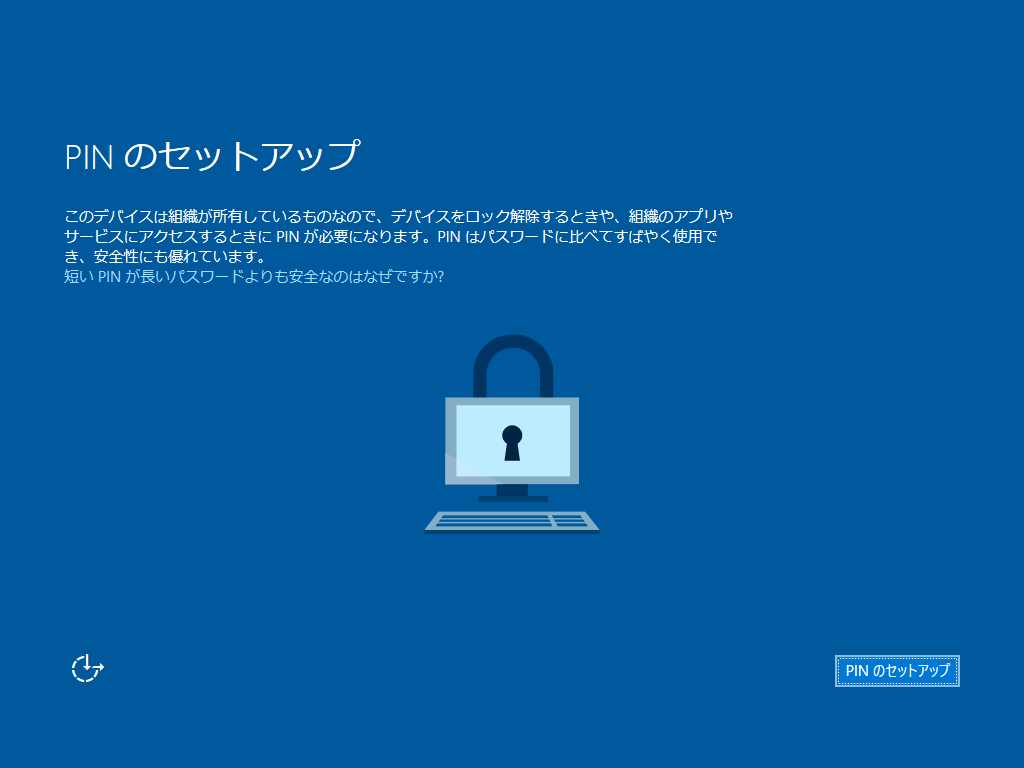 PIN のセットアップ
このデバイスは組織が所有しているものなので、デバイスをロック解除するときや、組織のアプリや
サービスにアクセスするときに PIN が必要になります。PIN はパスワードに比べてすばやく使用で
き、安全性にも優れています。
短い PIN が長いパスワードよりも安全なのはなぜですか?
PIN のセットアップ